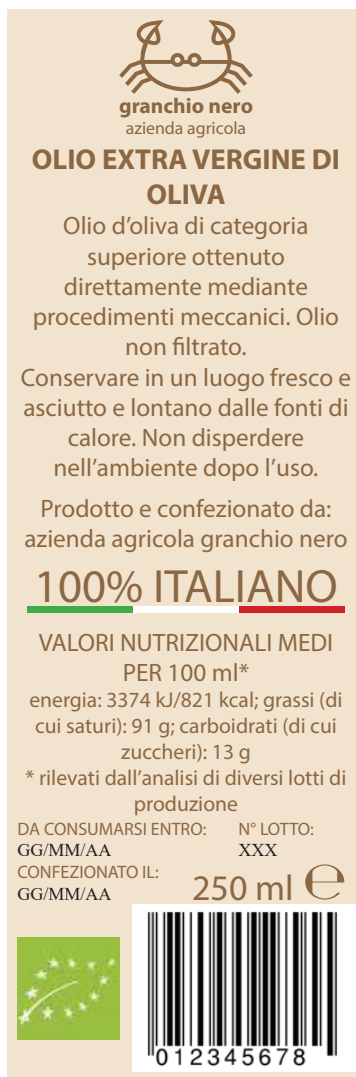 granchio nero
azienda agricola
OLIO EXTRA VERGINE DI
OLIVA
Olio d’oliva di categoria
superiore ottenuto
direttamente mediante
procedimenti meccanici. Olio
non filtrato.
Conservare in un luogo fresco e
asciutto e lontano dalle fonti di
calore. Non disperdere
nell’ambiente dopo l’uso.
Prodotto e confezionato da:
azienda agricola granchio nero
100% ITALIANO
VALORI NUTRIZIONALI MEDI
PER 100 ml*
energia: 3374 kJ/821 kcal; grassi (di
cui saturi): 91 g; carboidrati (di cui
zuccheri): 13 g
* rilevati dall’analisi di diversi lotti di
produzione
DA CONSUMARSI ENTRO:
GG/MM/AA
N° LOTTO:
XXX
CONFEZIONATO IL:
GG/MM/AA
250 ml ℮
012345678